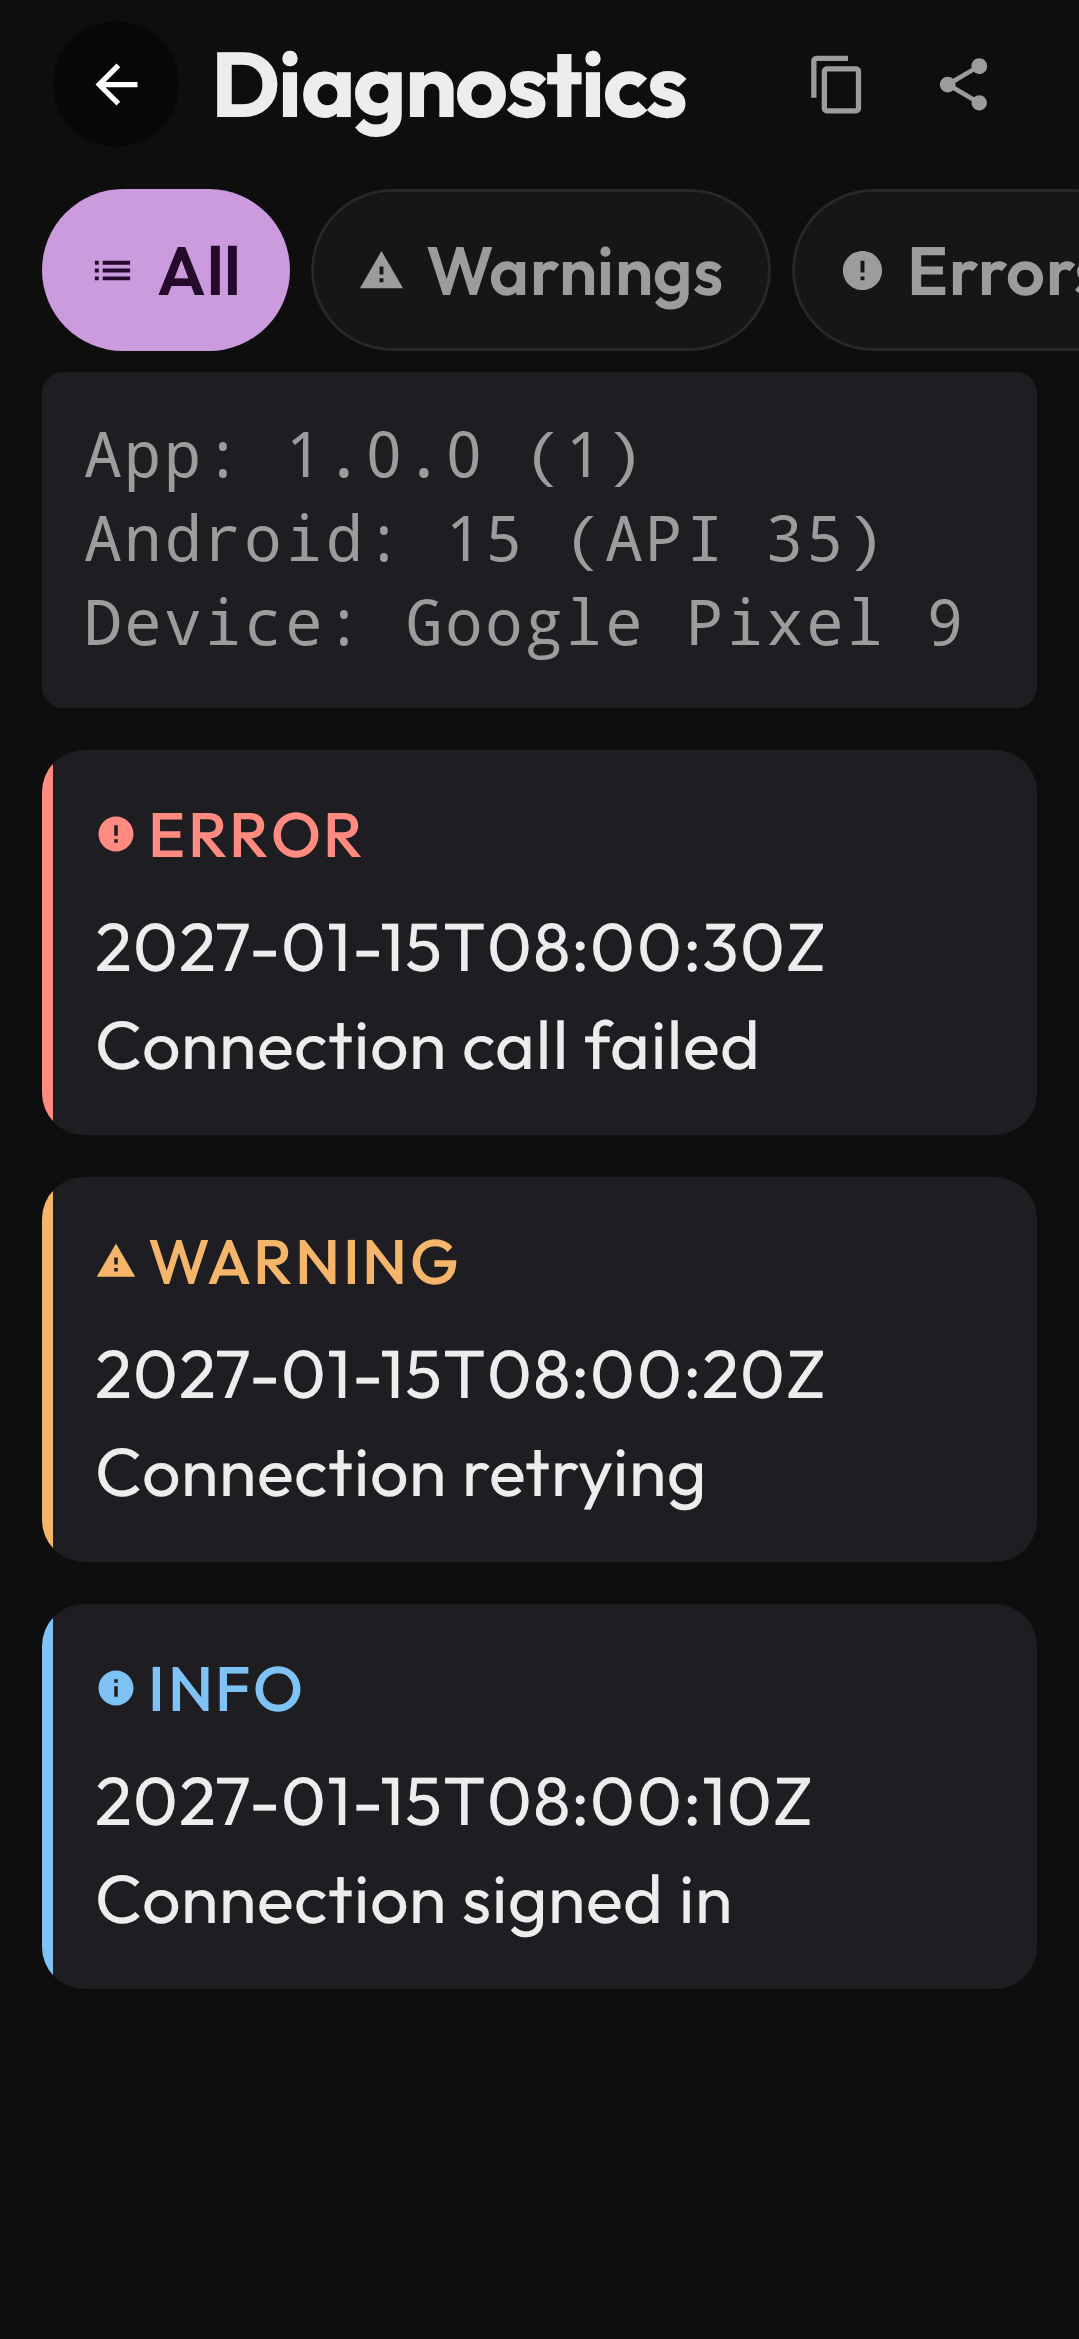 Diagnostics
All
Warnings
Errors
App: 1.0.0 (1)
Android: 15 (API 35)
Device: Google Pixel 9
ERROR
2027-01-15T08:00:30Z
Connection call failed
WARNING
2027-01-15T08:00:20Z
Connection retrying
INFO
2027-01-15T08:00:10Z
Connection signed in